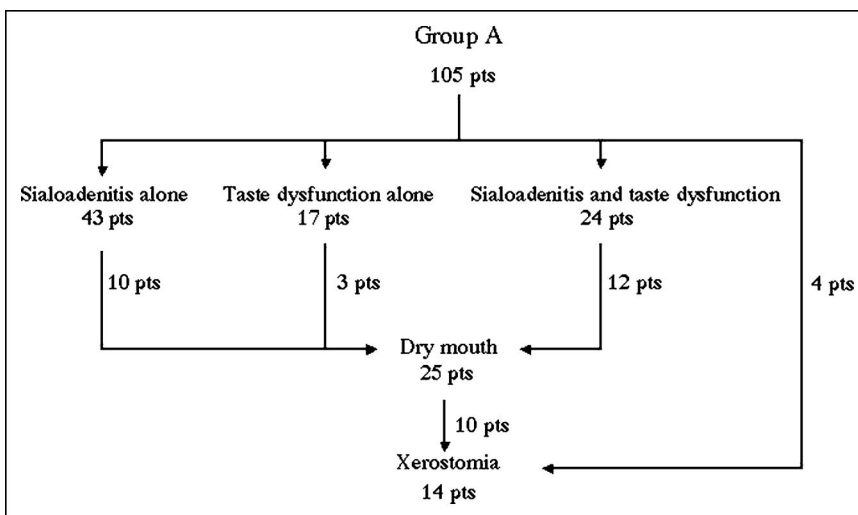 Group A
105 pts
Sialoadenitis alone
43 pts
Taste dysfunction alone
17 pts
Sialoadenitis and taste dysfunction
24 pts
10 pts
3 pts
12 pts
4 pts
Dry mouth
25 pts
10 pts
Xerostomia
14 pts